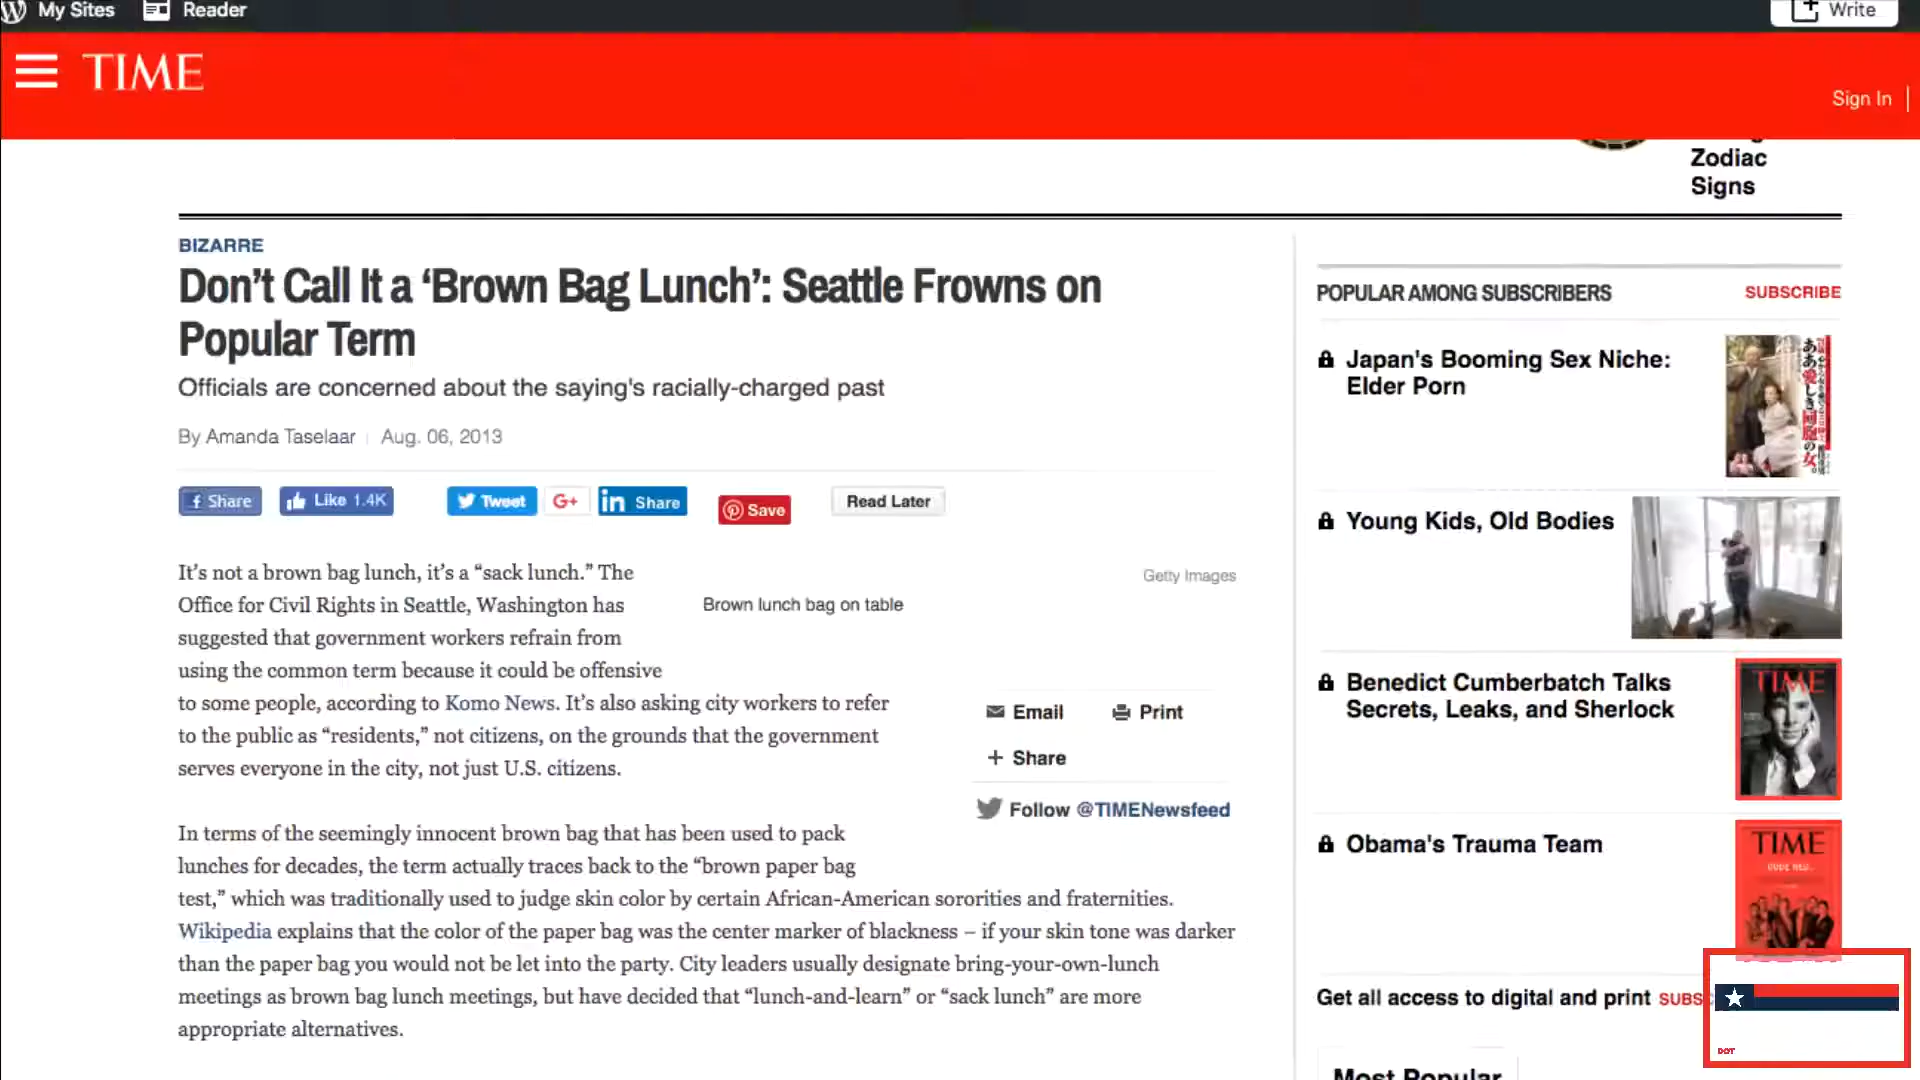 My Sites
Reader
Write
TIME
Sign In
Zodiac
Signs
BIZARRE
Don't Call It a ‘Brown Bag Lunch’: Seattle Frowns on
Popular Term
Officials are concerned about the saying's racially-charged past
By Amanda Taselaar | Aug. 06, 2013
Share
Like 1.4K
Tweet
G+
in Share
Save
Read Later
It's not a brown bag lunch, it's a “sack lunch.” The
Office for Civil Rights in Seattle, Washington has
suggested that government workers refrain from
using the common term because it could be offensive
to some people, according to Komo News. It's also asking city workers to refer
to the public as “residents,” not citizens, on the grounds that the government
serves everyone in the city, not just U.S. citizens.
Getty Images
Brown lunch bag on table
Email
Print
+ Share
Follow @TIMENewsfeed
In terms of the seemingly innocent brown bag that has been used to pack
lunches for decades, the term actually traces back to the “brown paper bag
test,” which was traditionally used to judge skin color by certain African-American sororities and fraternities.
Wikipedia explains that the color of the paper bag was the center marker of blackness – if your skin tone was darker
than the paper bag you would not be let into the party. City leaders usually designate bring-your-own-lunch
meetings as brown bag lunch meetings, but have decided that “lunch-and-learn” or “sack lunch” are more
appropriate alternatives.
POPULAR AMONG SUBSCRIBERS
SUBSCRIBE
Japan's Booming Sex Niche:
Elder Porn
Young Kids, Old Bodies
Benedict Cumberbatch Talks
Secrets, Leaks, and Sherlock
TIME
Obama's Trauma Team
TIME
Get all access to digital and print SUBS
DOT
Most Popular